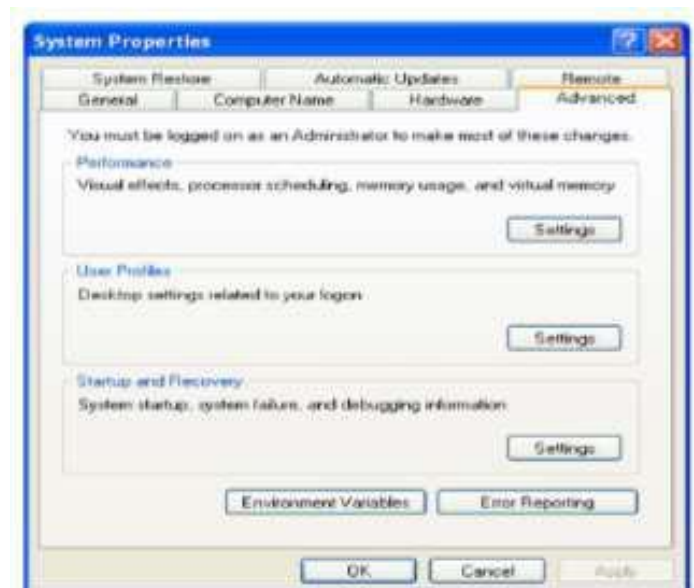 System Properties
System Restore Automatic Updates Remote
General Computer Name Hardware Advanced
You must be logged on as an Administrator to make most of these changes.
Performance
Visual effects, processor scheduling, memory usage, and virtual memory
Settings
User Profiles
Desktop settings related to your logon
Settings
Startup and Recovery
System startup, system failure, and debugging information
Settings
Environment Variables Error Reporting
OK Cancel Apply